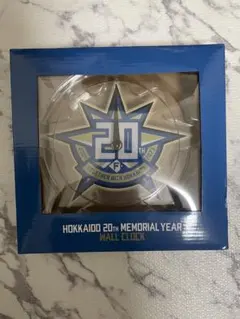 20TH
F
HOKKAIDO 20TH MEMORIAL YEAR
WALL CLOCK